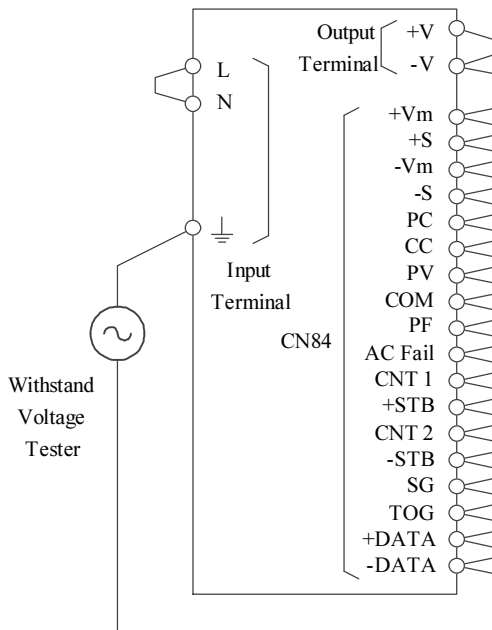 Output
Terminal
+V
-V
L
N
Input
Terminal
Withstand
Voltage
Tester
CN84
+Vm
+S
-Vm
-S
PC
CC
PV
COM
PF
AC Fail
CNT 1
+STB
CNT 2
-STB
SG
TOG
+DATA
-DATA